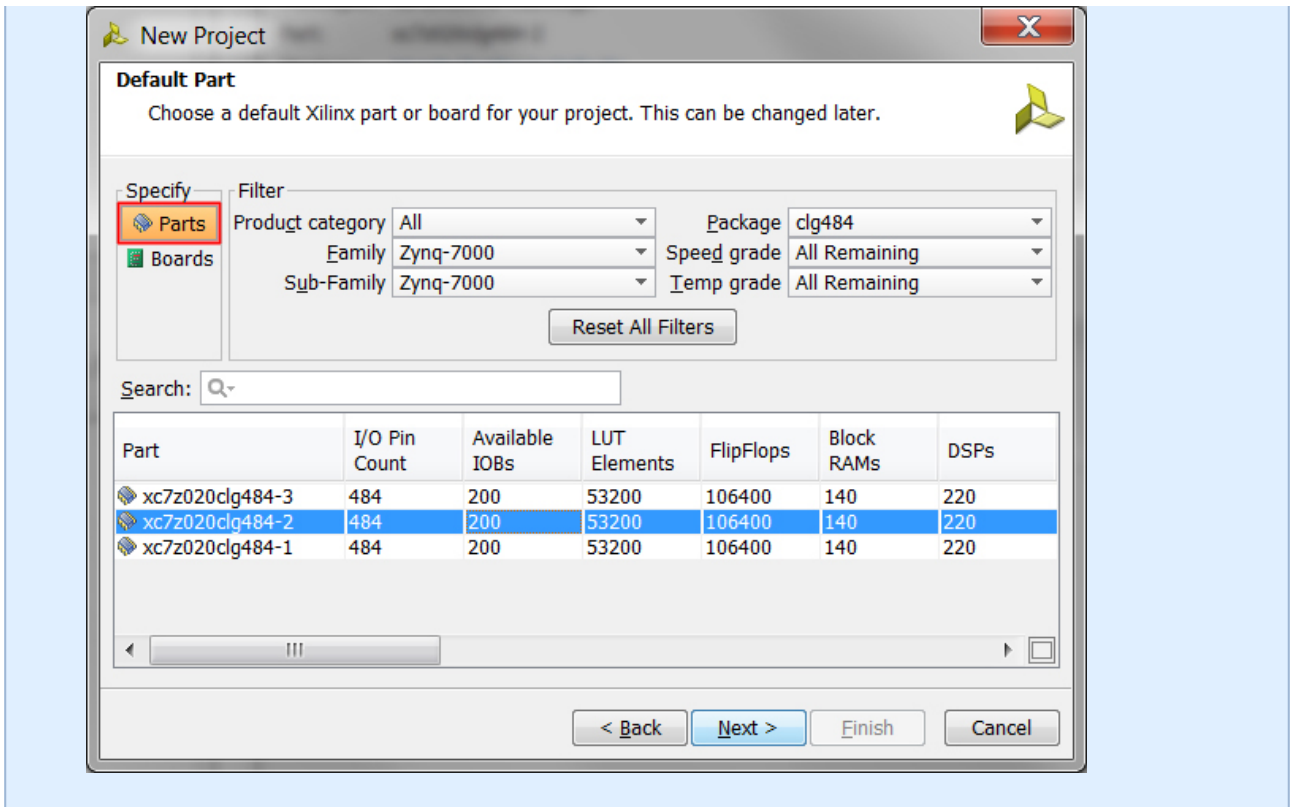 New Project
Default Part
Choose a default Xilinx part or board for your project. This can be changed later.
Specify
Filter
Parts
Boards
Product category All
Package clg484
Family Zynq-7000
Speed grade All Remaining
Sub-Family Zynq-7000
Temp grade All Remaining
Reset All Filters
Search:
Part I/O Pin Count Available IOBs LUT Elements FlipFlops Block RAMs DSPs
xc7z020clg484-3 484 200 53200 106400 140 220
xc7z020clg484-2 484 200 53200 106400 140 220
xc7z020clg484-1 484 200 53200 106400 140 220
< Back Next > Finish Cancel